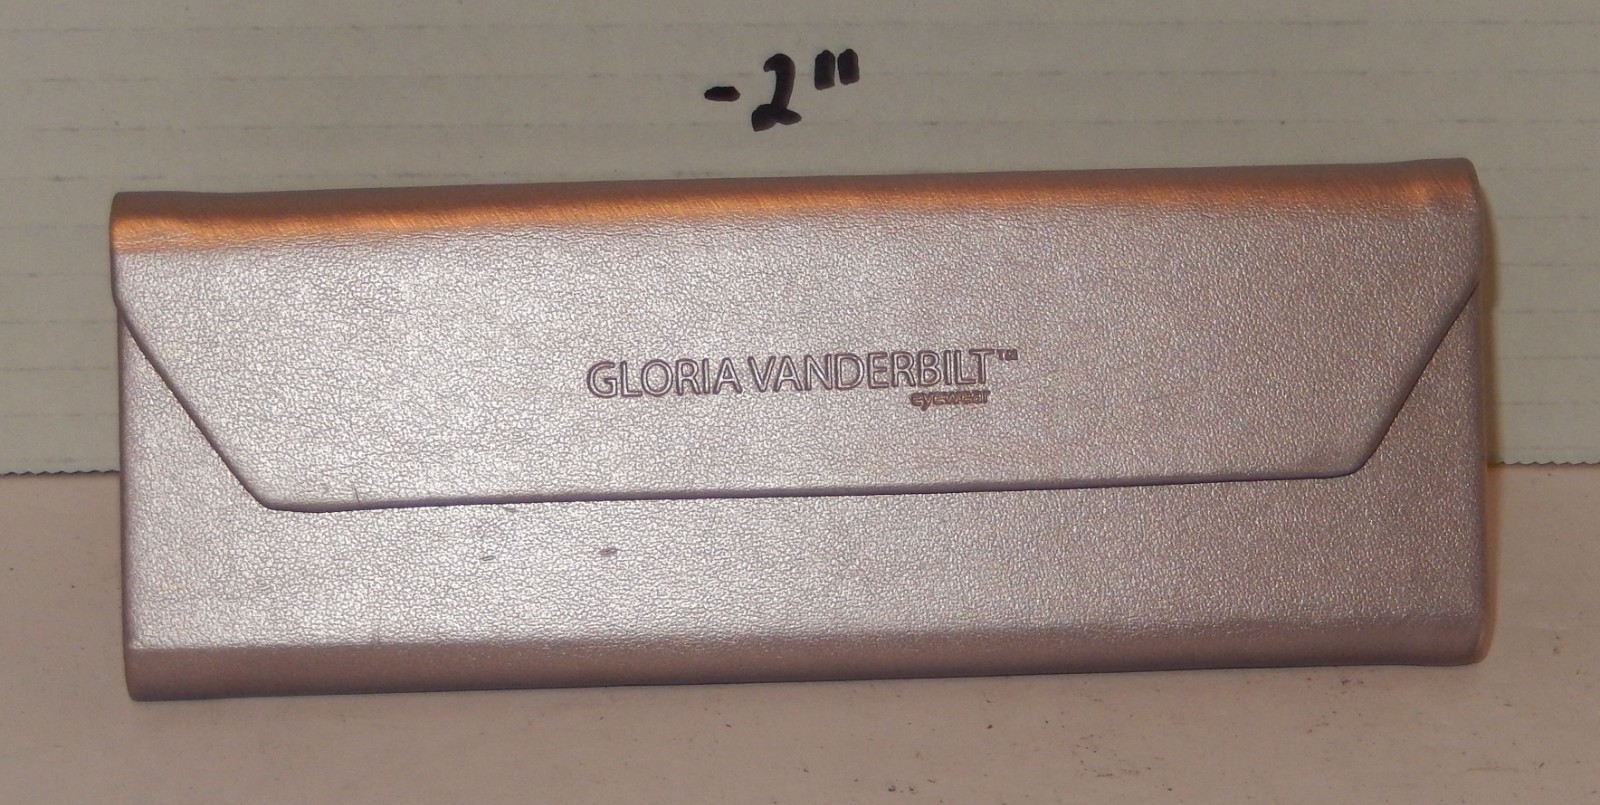 -2"
GLORIA VANDERBILT™
eyewear